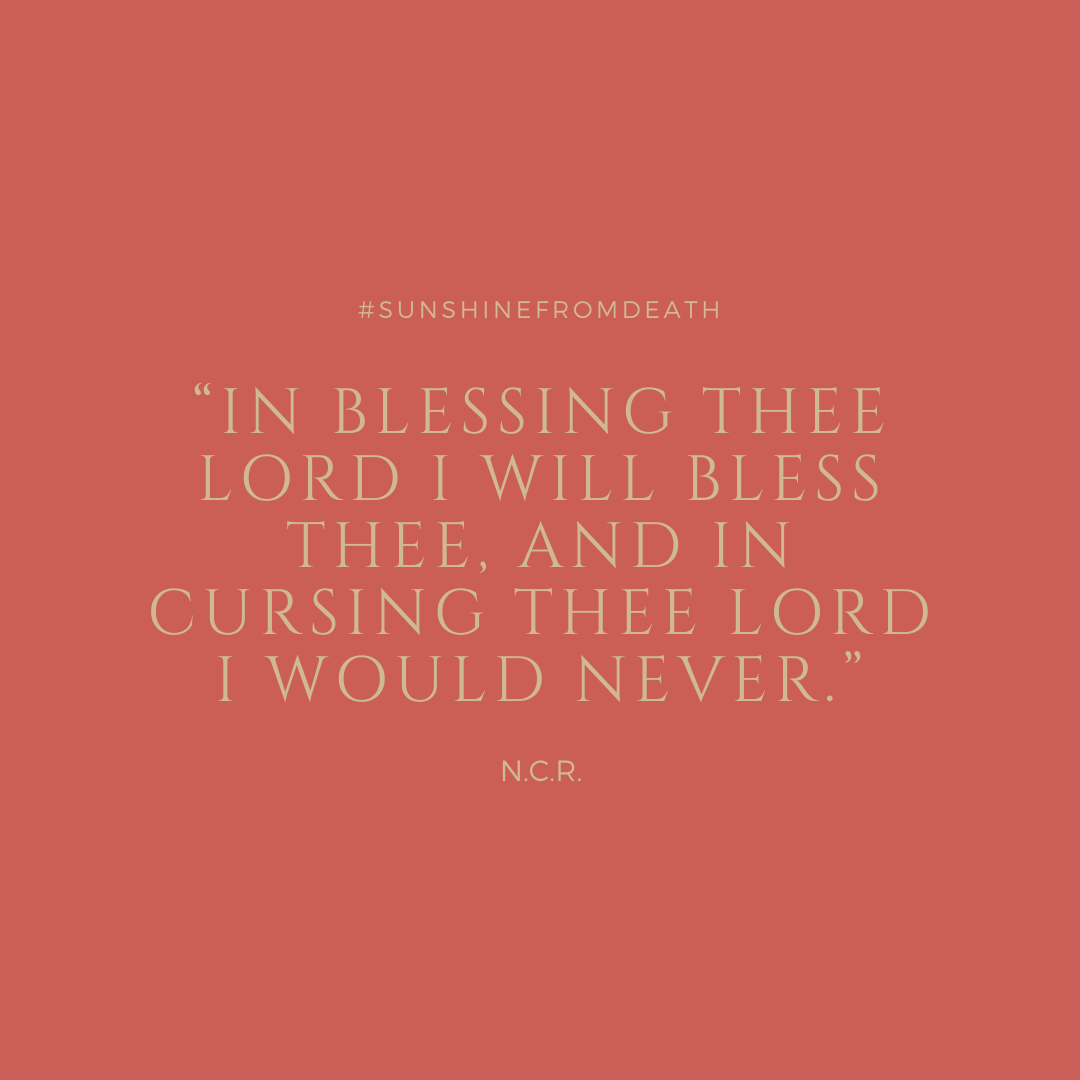 #SUNSHINEFROMDEATH
“IN BLESSING THEE
LORD I WILL BLESS
THEE, AND IN
CURSING THEE LORD
I WOULD NEVER.”
N.C.R.